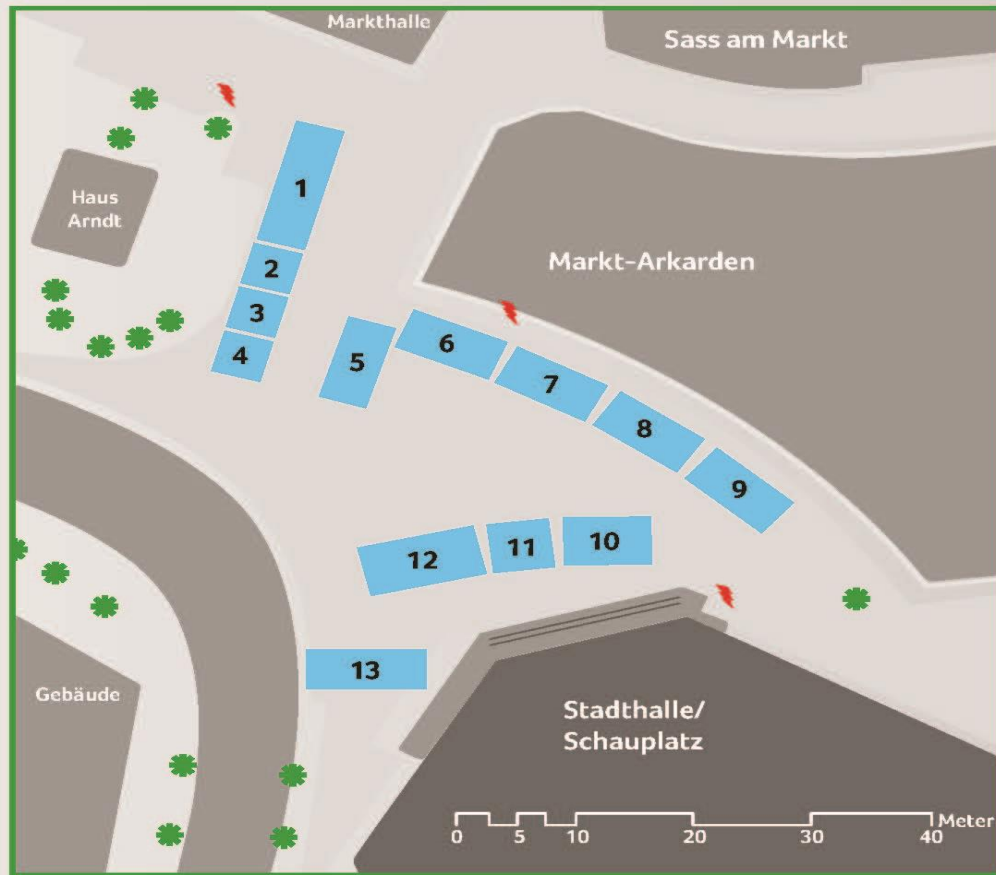 Markthalle
Sass am Markt
Haus
Arndt
1
2
3
4
5
Markt-Arkarden
6
7
8
9
12
11
10
13
Gebäude
Stadthalle/
Schauplatz
Meter
0 5 10 20 30 40